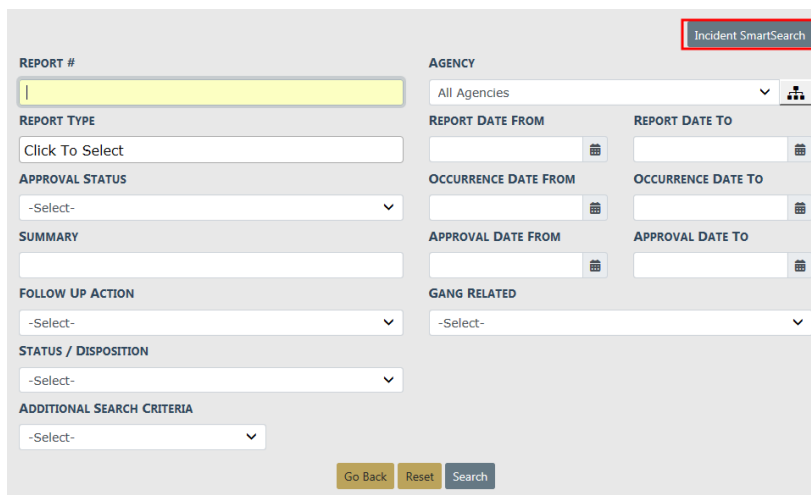 Incident SmartSearch
REPORT # AGENCY
All Agencies
REPORT TYPE REPORT DATE FROM REPORT DATE TO
Click To Select
APPROVAL STATUS OCCURRENCE DATE FROM OCCURRENCE DATE TO
-Select-
SUMMARY APPROVAL DATE FROM APPROVAL DATE TO
FOLLOW UP ACTION GANG RELATED
-Select- -Select-
STATUS / DISPOSITION
-Select-
ADDITIONAL SEARCH CRITERIA
-Select-
Go Back Reset Search